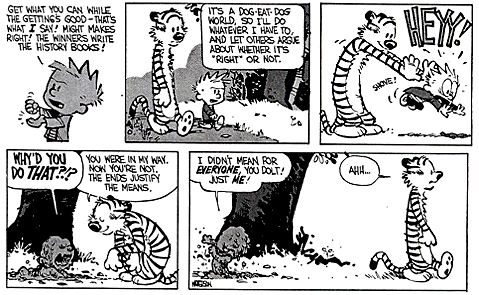 GET WHAT YOU CAN WHILE
THE GETTING'S GOOD - THAT'S
WHAT I SAY! MIGHT MAKES
RIGHT! THE WINNERS WRITE
THE HISTORY BOOKS!
IT'S A DOG-EAT-DOG
WORLD, SO I'LL DO
WHATEVER I HAVE TO,
AND LET OTHERS ARGUE
ABOUT WHETHER IT'S
"RIGHT" OR NOT.
HEYY!
SHOVE!
WHY'D YOU
DO THAT?!?
YOU WERE IN MY WAY.
NOW YOU'RE NOT.
THE ENDS JUSTIFY
THE MEANS.
I DIDN'T MEAN FOR
EVERYONE, YOU DOLT!
JUST ME!
AHH...